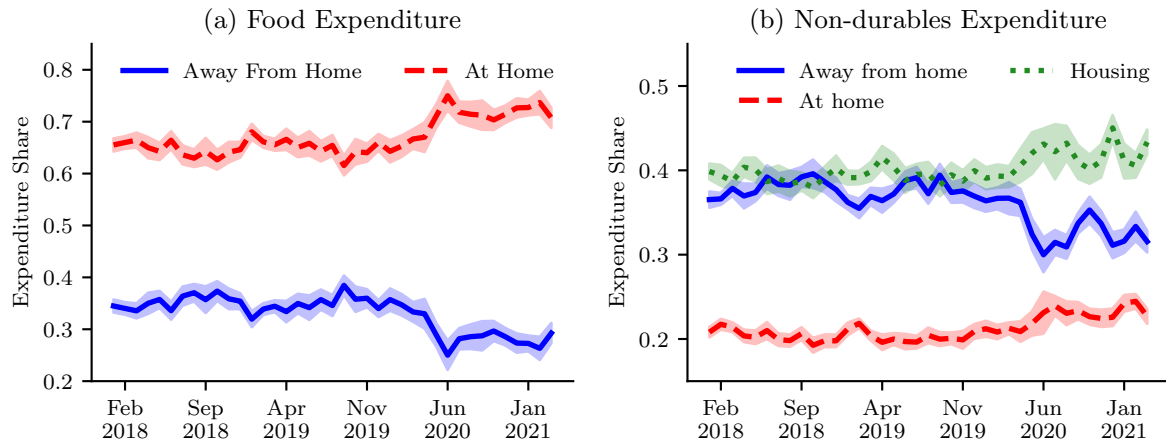 (a) Food Expenditure
Expenditure Share
0.8
0.7
0.6
0.5
0.4
0.3
0.2
Away From Home
At Home
Feb
2018
Sep
2018
Apr
2019
Nov
2019
Jun
2020
Jan
2021
(b) Non-durables Expenditure
Expenditure Share
0.5
0.4
0.3
0.2
Away from home
At home
Housing
Feb
2018
Sep
2018
Apr
2019
Nov
2019
Jun
2020
Jan
2021